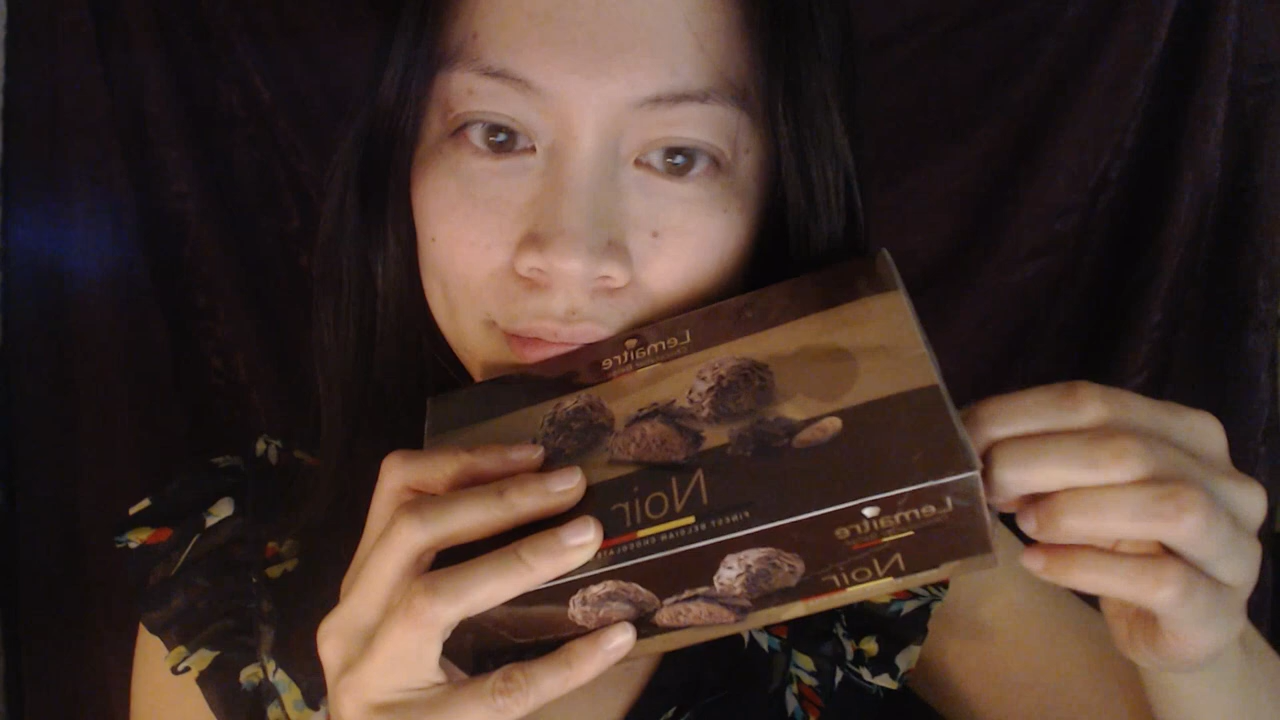 Lemaitre
Noir
FINEST BELGIAN CHOCOLATE
Lemaitre
Noir